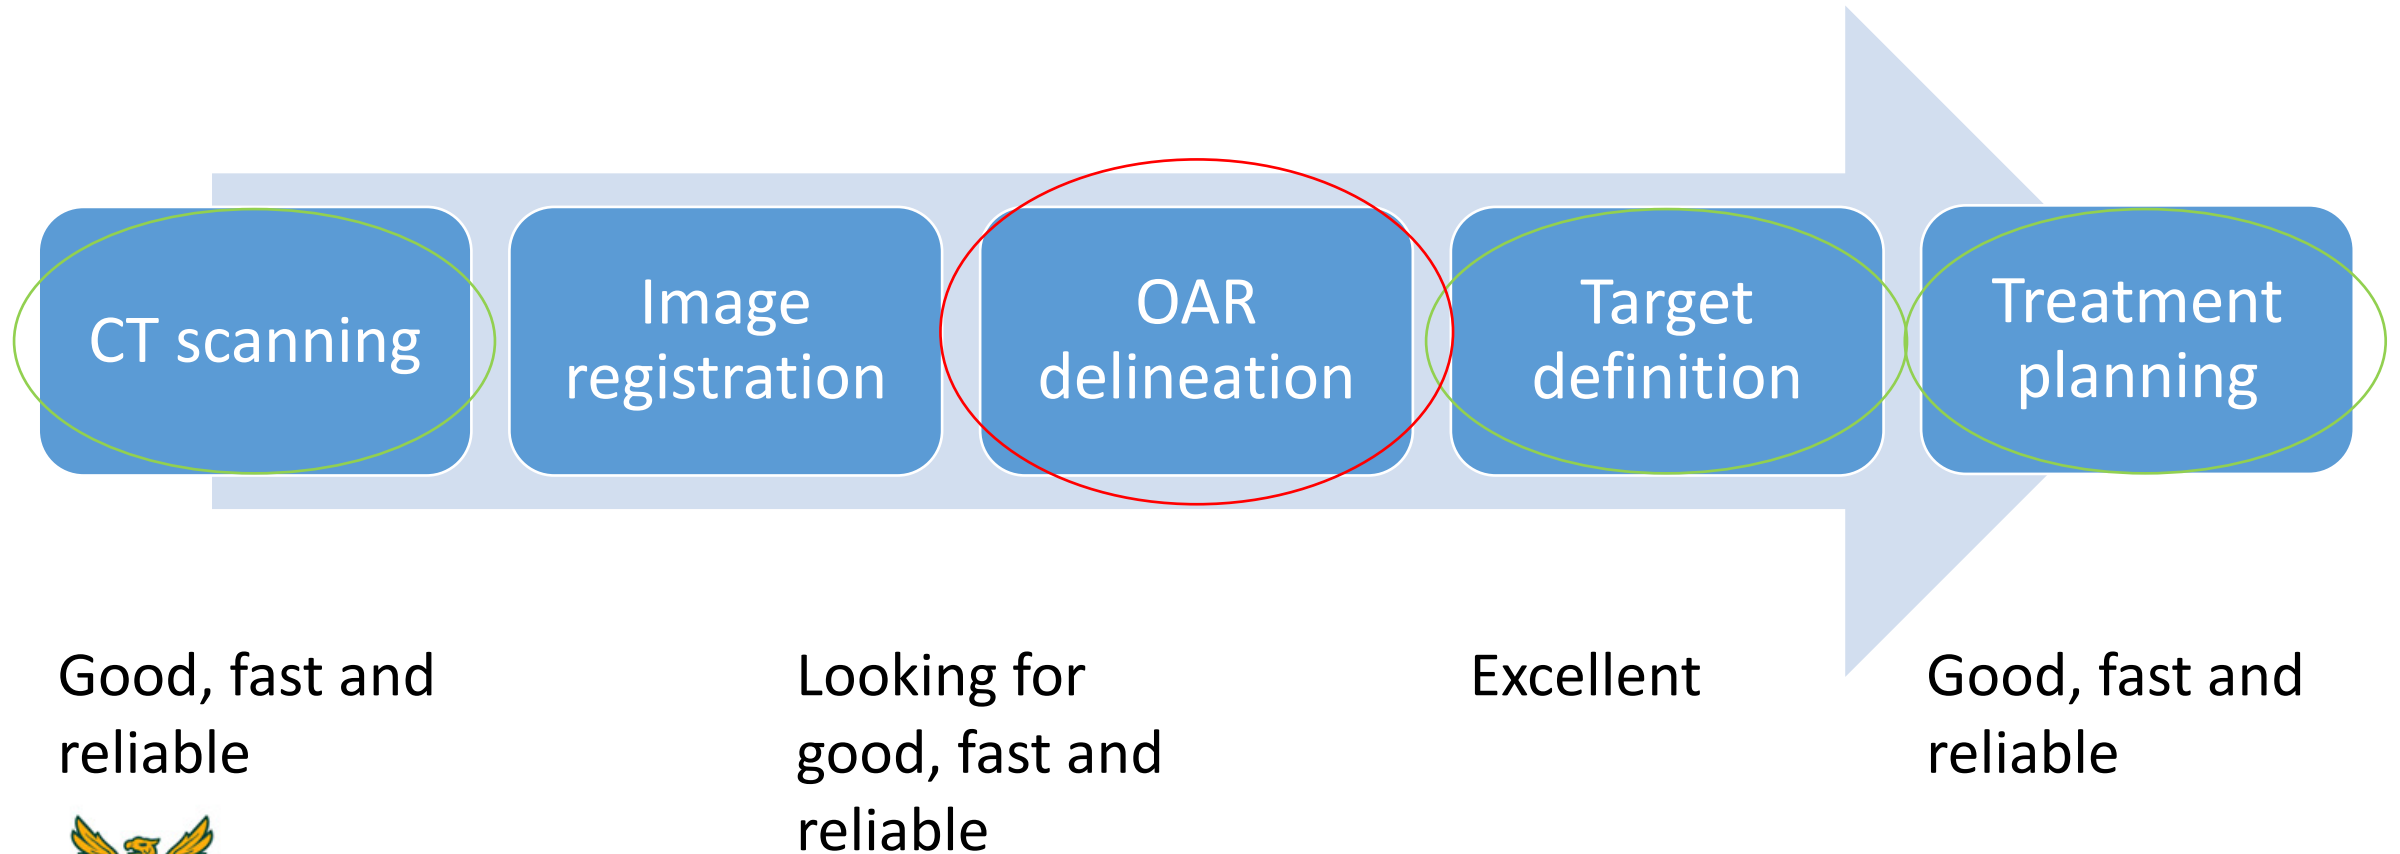 CT scanning
Image
registration
OAR
delineation
Target
definition
Treatment
planning
Good, fast and
reliable
Looking for
good, fast and
reliable
Excellent
Good, fast and
reliable